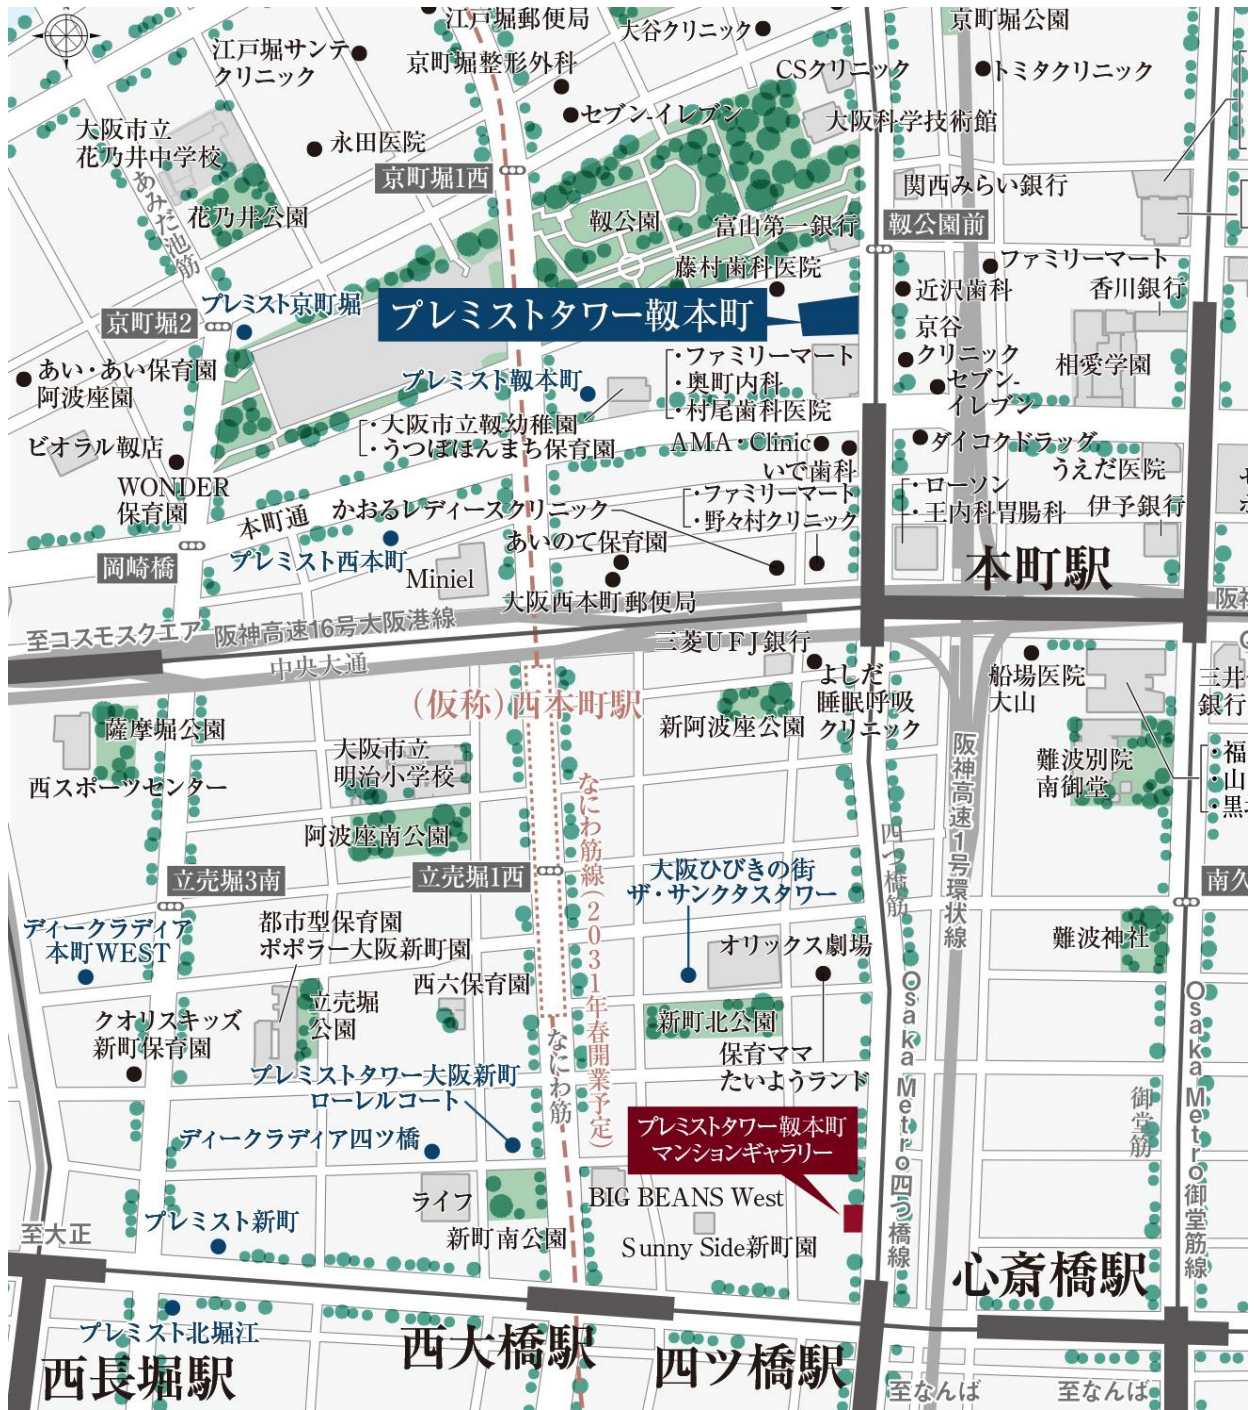 江戸堀郵便局
大谷クリニック
京町堀公園
江戸堀サンテ
クリニック
京町堀整形外科
CSクリニック
トミタクリニック
大阪市立
花乃井中学校
永田医院
セブン-イレブン
大阪科学技術館
京町堀1西
関西みらい銀行
あみだ池筋
花乃井公園
靱公園
富山第一銀行
靱公園前
藤村歯科医院
ファミリーマート
近沢歯科
香川銀行
プレミスト京町堀
京町堀2
プレミストタワー靱本町
京谷
クリニック
相愛学園
セブン-
イレブン
あい・あい保育園
阿波座園
プレミスト靱本町
・ファミリーマート
・奥町内科
・村尾歯科医院
・大阪市立靱幼稚園
・うつぼほんまち保育園
AMA・Clinic
いで歯科
ダイコクドラッグ
うえだ医院
ビオラル靱店
WONDER
保育園
本町通
かおるレディースクリニック
・ファミリーマート
・野々村クリニック
・ローソン
・王内科胃腸科
伊予銀行
岡崎橋
プレミスト西本町
あいのて保育園
Miniel
大阪西本町郵便局
本町駅
至コスモスクエア
阪神高速16号大阪港線
阪神
中央大通
三菱UFJ銀行
よしだ
睡眠呼吸
クリニック
船場医院
大山
三井
銀行
(仮称)西本町駅
薩摩堀公園
新阿波座公園
大阪市立
明治小学校
難波別院
南御堂
・福
・山
・黒
西スポーツセンター
阿波座南公園
なにわ筋線(2031年春開業予定)
阪神高速1号環状線
四つ橋筋
立売堀3南
立売堀1西
大阪ひびきの街
ザ・サンクタスタワー
南久
ディークラディア
本町WEST
都市型保育園
ポポラー大阪新町園
オリックス劇場
難波神社
西六保育園
立売堀
公園
新町北公園
クオリスキッズ
新町保育園
保育ママ
たいようランド
なにわ筋
Osaka Metro四つ橋線
Osaka Metro御堂筋線
御堂筋
プレミストタワー大阪新町
ローレルコート
ディークラディア四ツ橋
プレミストタワー靱本町
マンションギャラリー
ライフ
BIG BEANS West
プレミスト新町
新町南公園
Sunny Side新町園
至大正
心斎橋駅
プレミスト北堀江
西長堀駅
西大橋駅
四ツ橋駅
至なんば
至なんば